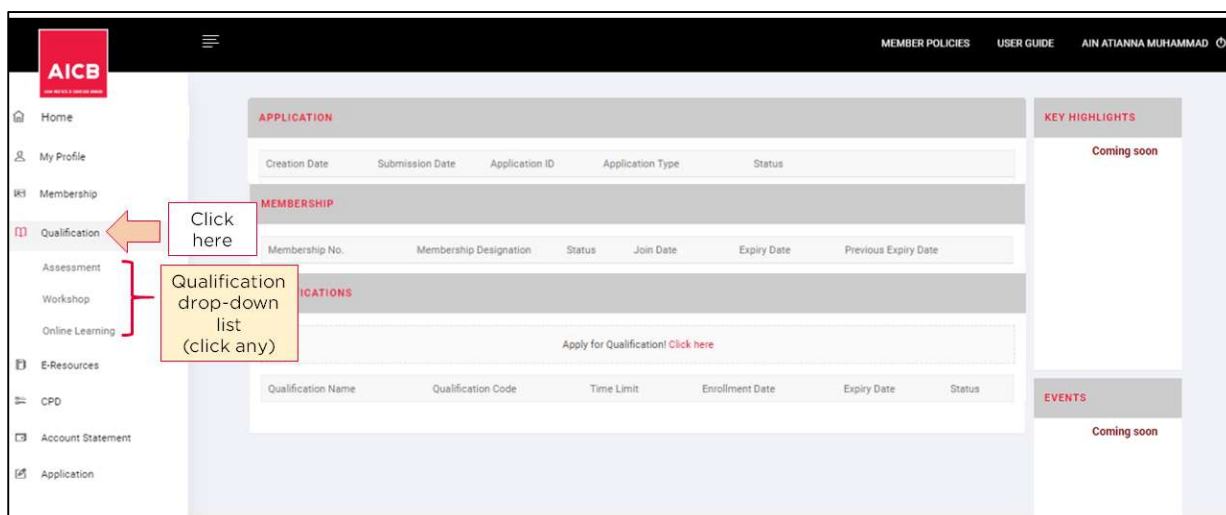 MEMBER POLICIES USER GUIDE AIN ATIANNA MUHAMMAD
AICB
Home
My Profile
Membership
Qualification
Assessment
Workshop
Online Learning
E-Resources
CPD
Account Statement
Application
Click
here
Qualification
drop-down
list
(click any)
APPLICATION
Creation Date Submission Date Application ID Application Type Status
MEMBERSHIP
Membership No. Membership Designation Status Join Date Expiry Date Previous Expiry Date
ICATIONS
Apply for Qualification! Click here
Qualification Name Qualification Code Time Limit Enrollment Date Expiry Date Status
KEY HIGHLIGHTS
Coming soon
EVENTS
Coming soon